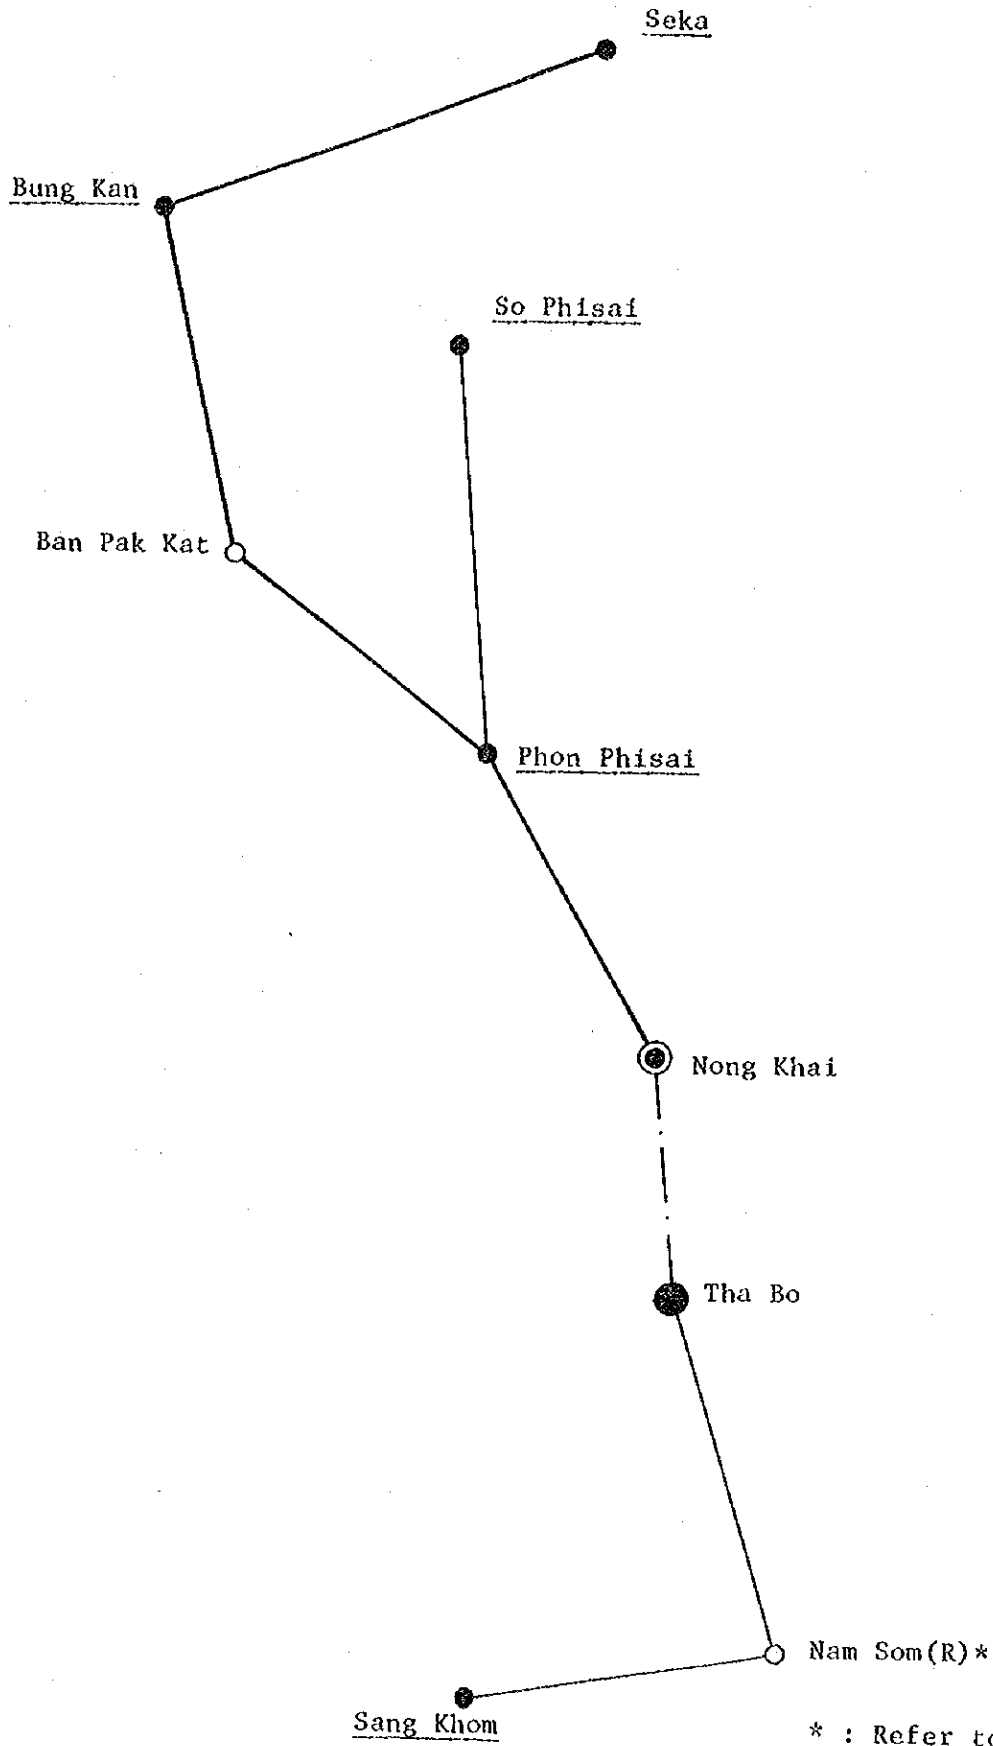 Seka
Bung Kan
So Phisai
Ban Pak Kat
Phon Phisai
Nong Khai
Tha Bo
Nam Som(R)*
Sang Khom
* : Refer to